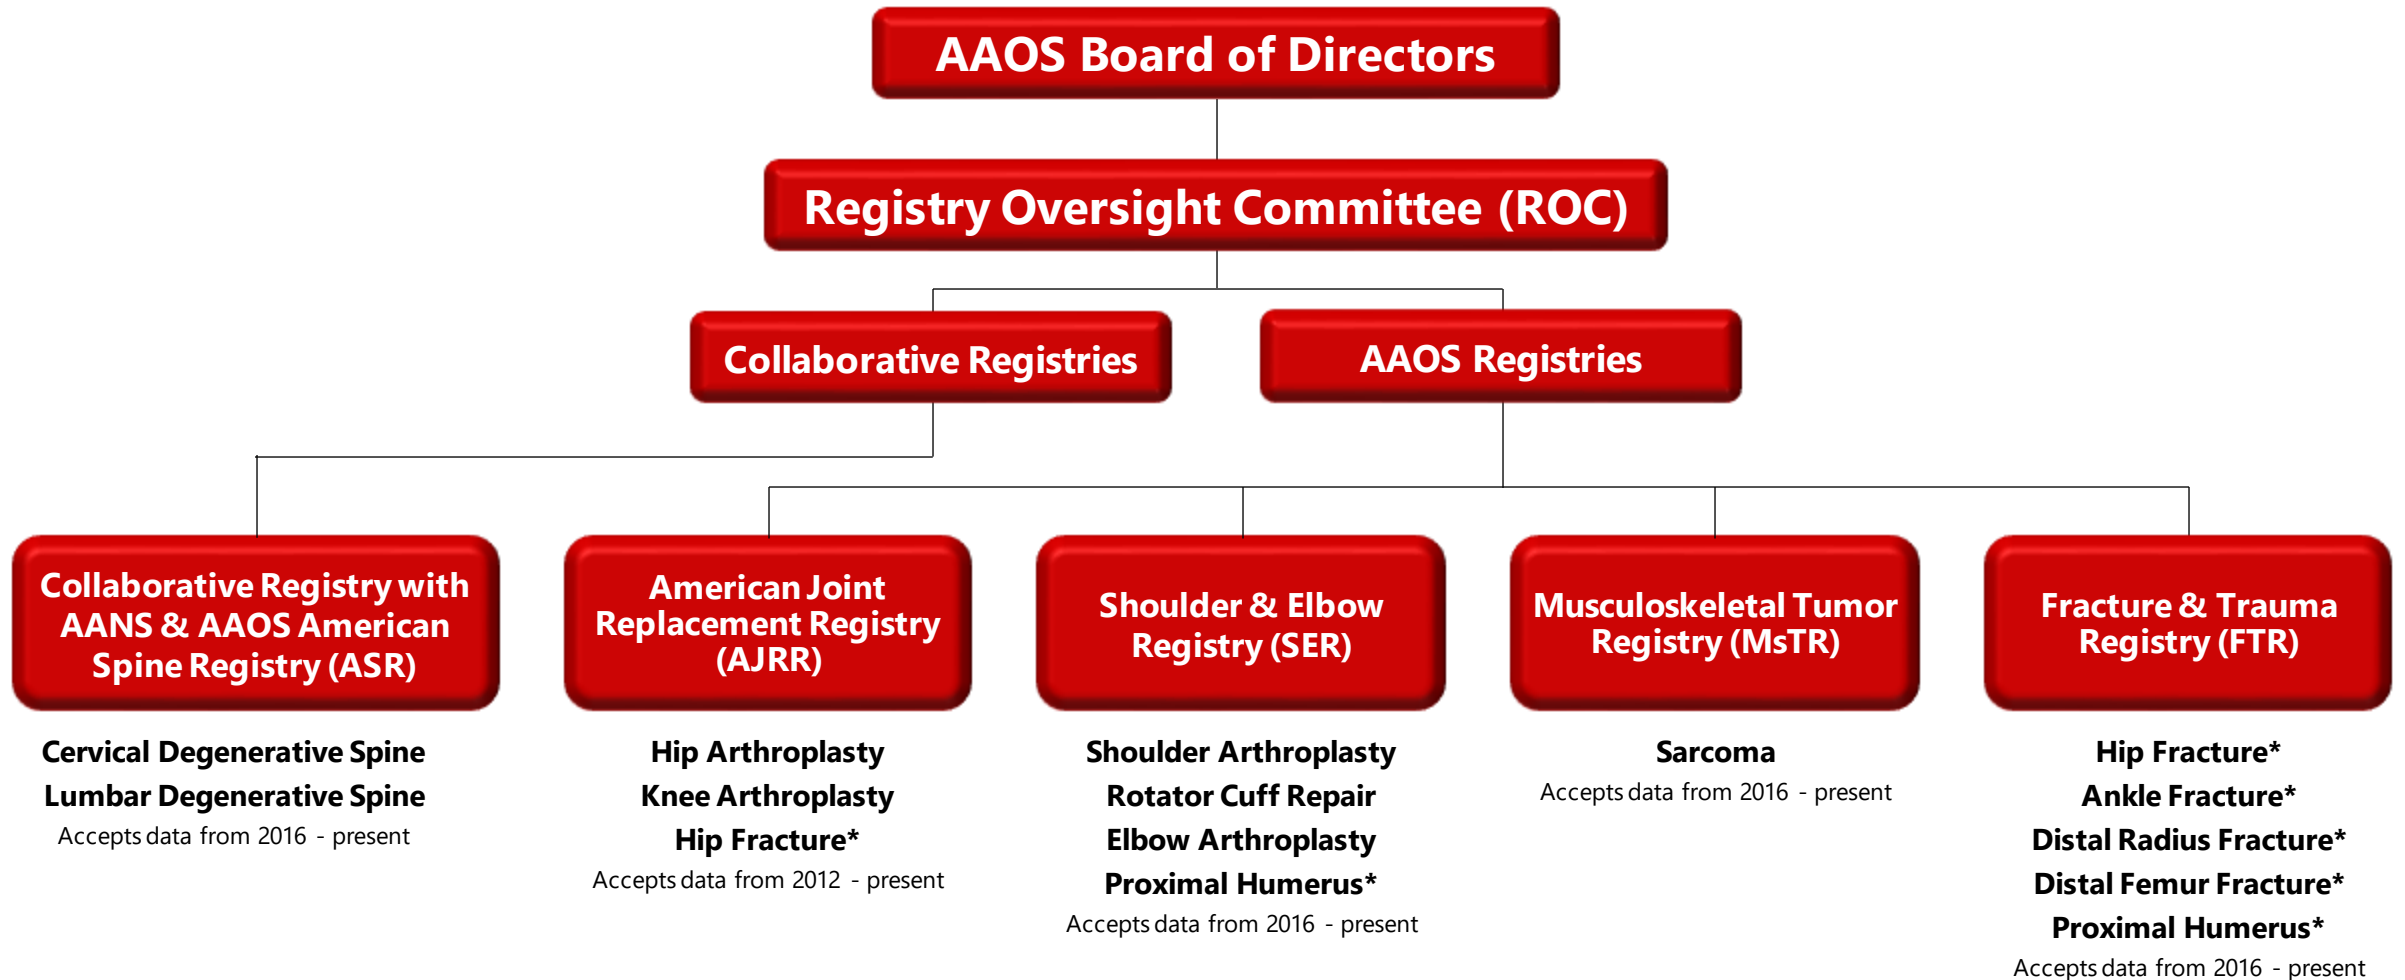 AAOS Board of Directors
Registry Oversight Committee (ROC)
Collaborative Registries
AAOS Registries
Collaborative Registry with
AANS & AAOS American
Spine Registry (ASR)
Cervical Degenerative Spine
Lumbar Degenerative Spine
Accepts data from 2016 - present
American Joint
Replacement Registry
(AJRR)
Hip Arthroplasty
Knee Arthroplasty
Hip Fracture*
Accepts data from 2012 - present
Shoulder & Elbow
Registry (SER)
Shoulder Arthroplasty
Rotator Cuff Repair
Elbow Arthroplasty
Proximal Humerus*
Accepts data from 2016 - present
Musculoskeletal Tumor
Registry (MsTR)
Sarcoma
Accepts data from 2016 - present
Fracture & Trauma
Registry (FTR)
Hip Fracture*
Ankle Fracture*
Distal Radius Fracture*
Distal Femur Fracture*
Proximal Humerus*
Accepts data from 2016 - present